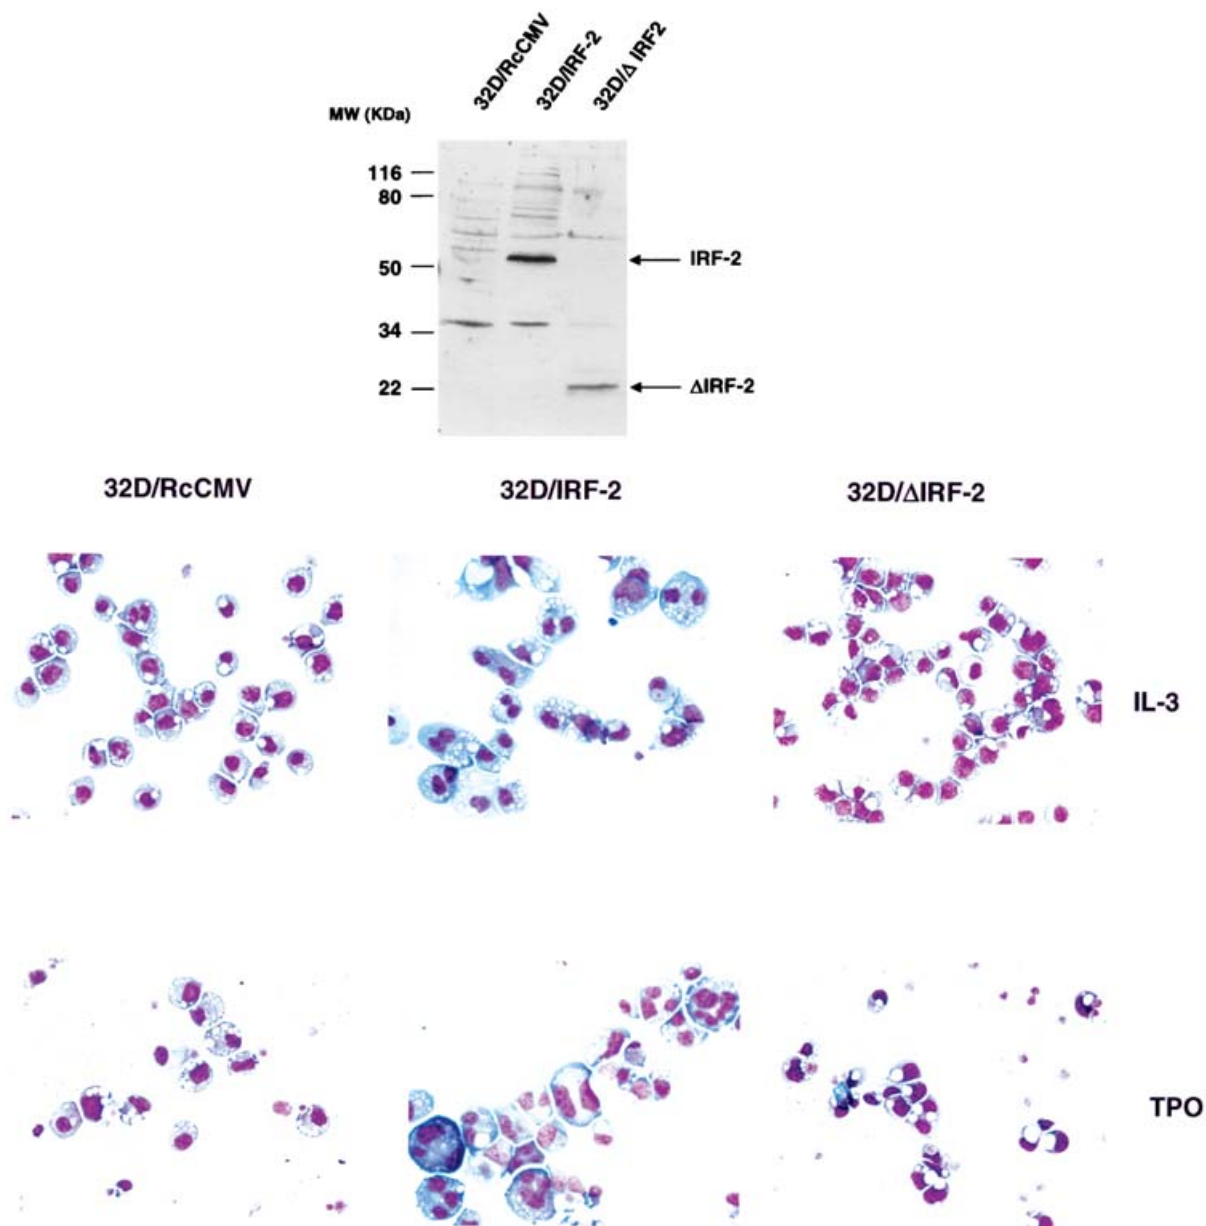 32D/RcCMV
32D/IRF-2
32D/Δ IRF2
MW (KDa)
116
80
50
34
22
IRF-2
ΔIRF-2
32D/RcCMV 32D/IRF-2 32D/ΔIRF-2
IL-3
TPO